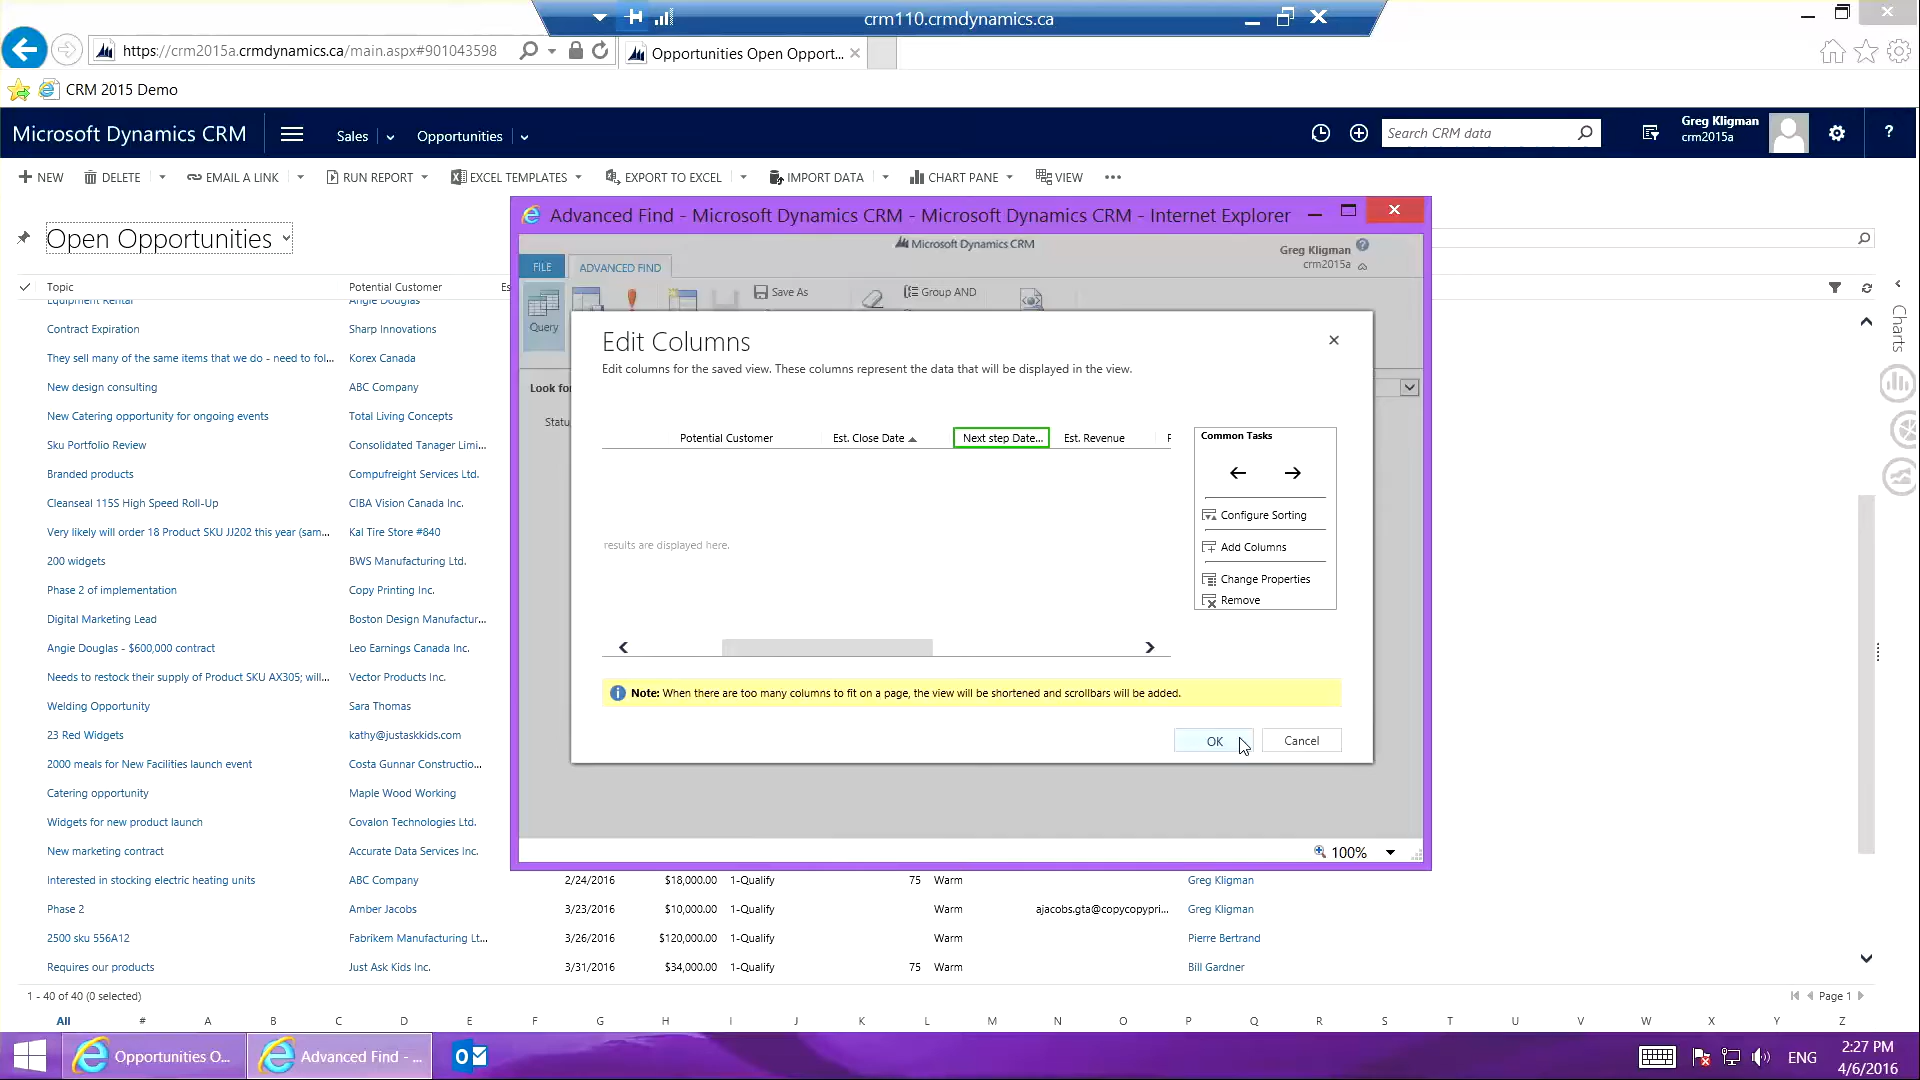 crm110.crmdynamics.ca
https://crm2015a.crmdynamics.ca/main.aspx#901043598
Opportunities Open Opport...
CRM 2015 Demo
Microsoft Dynamics CRM
Sales
Opportunities
Search CRM data
Greg Kligman
crm2015a
?
NEW
DELETE
EMAIL A LINK
RUN REPORT
EXCEL TEMPLATES
EXPORT TO EXCEL
IMPORT DATA
CHART PANE
VIEW
Open Opportunities
Topic
Potential Customer
Es
Equipment Rental
Angie Douglas
Contract Expiration
Sharp Innovations
They sell many of the same items that we do - need to fol...
Korex Canada
New design consulting
ABC Company
New Catering opportunity for ongoing events
Total Living Concepts
Sku Portfolio Review
Consolidated Tanager Limi...
Branded products
Compufreight Services Ltd.
Cleanseal 115S High Speed Roll-Up
CIBA Vision Canada Inc.
Very likely will order 18 Product SKU JJ202 this year (sam...
Kal Tire Store #840
200 widgets
BWS Manufacturing Ltd.
Phase 2 of implementation
Copy Printing Inc.
Digital Marketing Lead
Boston Design Manufactur...
Angie Douglas - $600,000 contract
Leo Earnings Canada Inc.
Needs to restock their supply of Product SKU AX305; will...
Vector Products Inc.
Welding Opportunity
Sara Thomas
23 Red Widgets
kathy@justaskkids.com
2000 meals for New Facilities launch event
Costa Gunnar Constructio...
Catering opportunity
Maple Wood Working
Widgets for new product launch
Covalon Technologies Ltd.
New marketing contract
Accurate Data Services Inc.
Interested in stocking electric heating units
ABC Company
2/24/2016
$18,000.00
1-Qualify
75
Warm
Greg Kligman
Phase 2
Amber Jacobs
3/23/2016
$10,000.00
1-Qualify
Warm
ajacobs.gta@copycopypri...
Greg Kligman
2500 sku 556A12
Fabrikem Manufacturing Lt...
3/26/2016
$120,000.00
1-Qualify
Warm
Pierre Bertrand
Requires our products
Just Ask Kids Inc.
3/31/2016
$34,000.00
1-Qualify
75
Warm
Bill Gardner
1 - 40 of 40 (0 selected)
Page 1
All # A B C D E F G H I J K L M N O P Q R S T U V W X Y Z
Charts
Advanced Find - Microsoft Dynamics CRM - Microsoft Dynamics CRM - Internet Explorer
Microsoft Dynamics CRM
Greg Kligman
crm2015a
FILE
ADVANCED FIND
Query
Save As
Group AND
Look for
Statu
Edit Columns
Edit columns for the saved view. These columns represent the data that will be displayed in the view.
Potential Customer
Est. Close Date
Next step Date...
Est. Revenue
results are displayed here.
Common Tasks
Configure Sorting
Add Columns
Change Properties
Remove
Note: When there are too many columns to fit on a page, the view will be shortened and scrollbars will be added.
OK
Cancel
100%
Opportunities O...
Advanced Find - ...
ENG
2:27 PM
4/6/2016